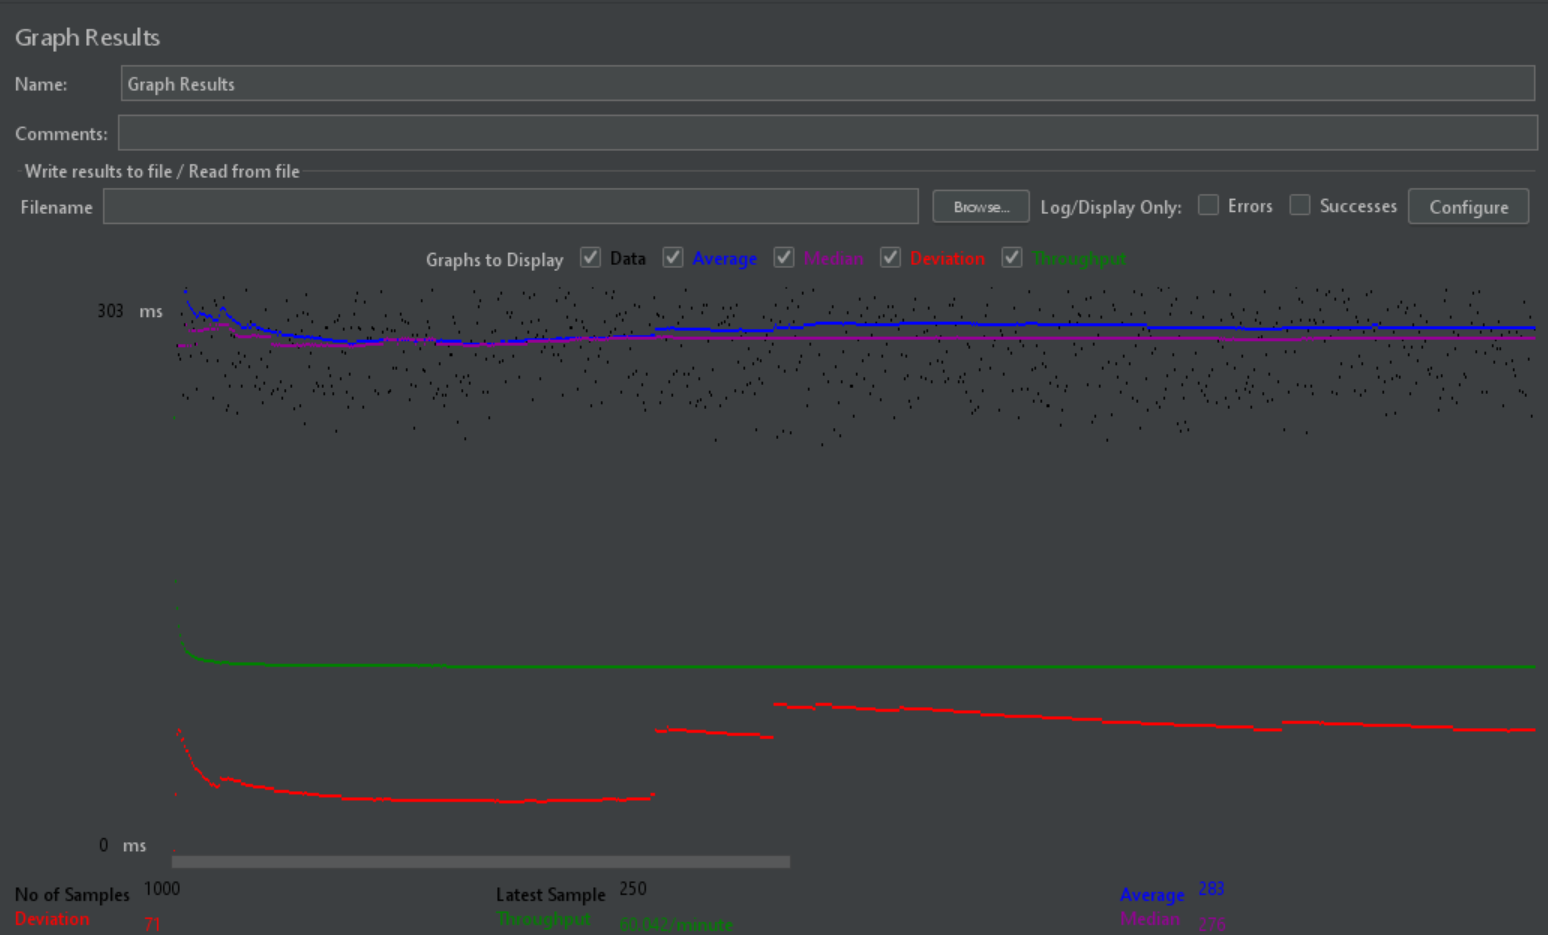 Graph Results
Name: Graph Results
Comments:
Write results to file / Read from file
Filename Browse... Log/Display Only: Errors Successes Configure
Graphs to Display Data Average Median Deviation Throughput
303 ms
0 ms
No of Samples 1000 Latest Sample 250 Average 283
Deviation 71 Throughput 60.042/minute Median 276